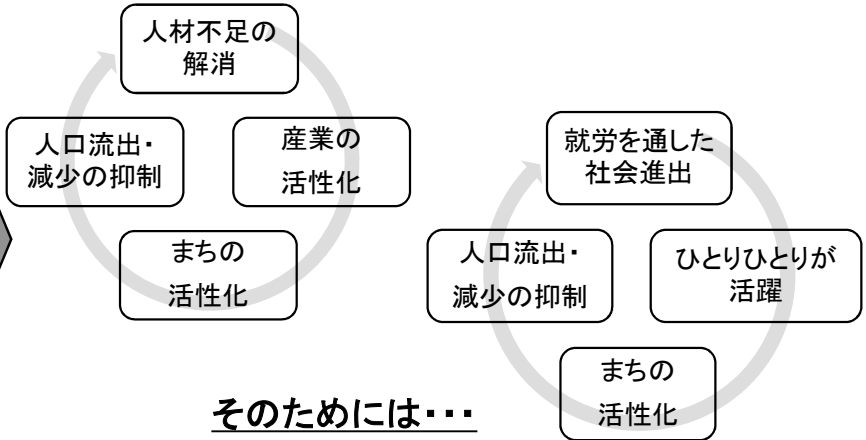 人材不足の
解消
人口流出・
減少の抑制
産業の
活性化
まちの
活性化
就労を通した
社会進出
人口流出・
減少の抑制
ひとりひとりが
活躍
まちの
活性化
そのためには・・・